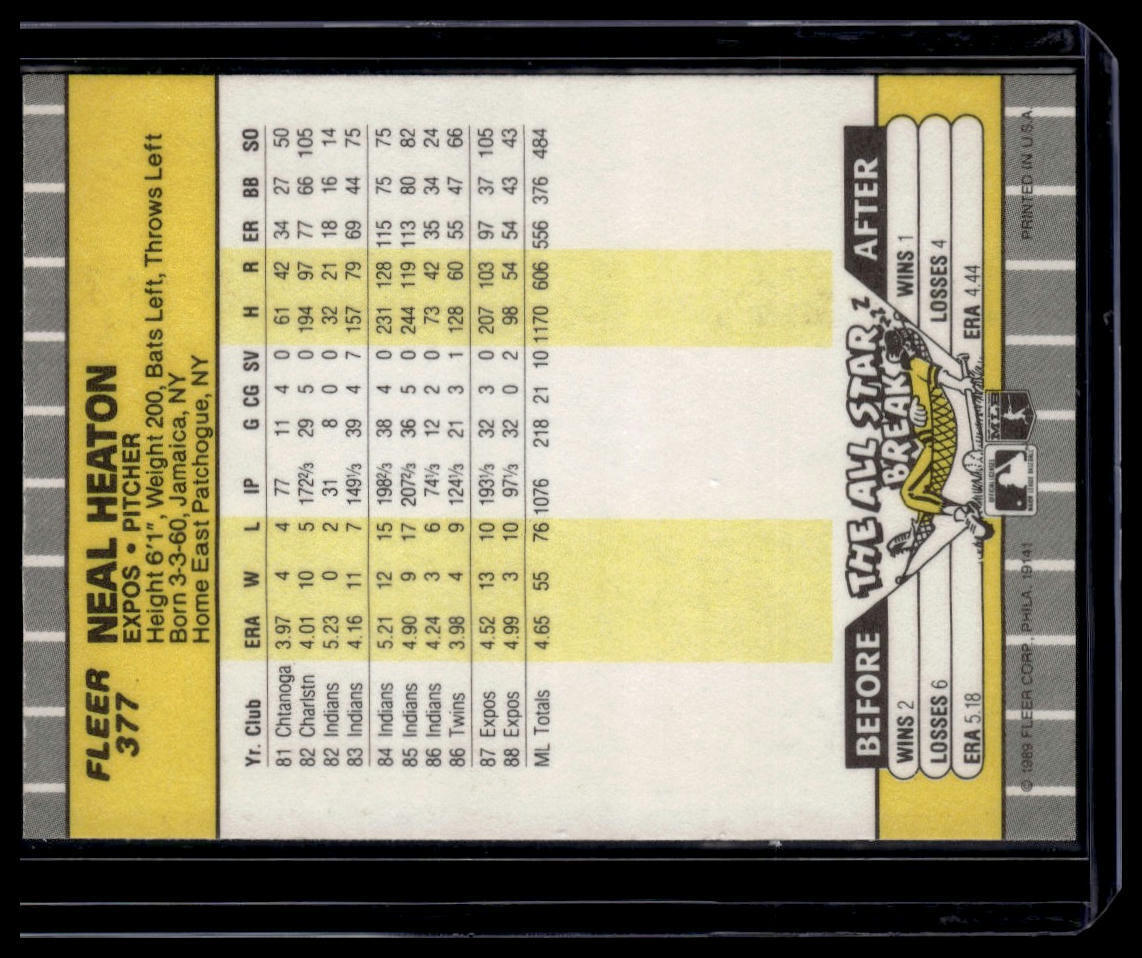 FLEER NEAL HEATON
377 EXPOS • PITCHER
Height 6'1", Weight 200, Bats Left, Throws Left
Born 3-3-60, Jamaica, NY
Home East Patchogue, NY
Yr. Club ERA W L IP G CG SV H R ER BB SO
81 Chtanoga 3.97 4 4 77 11 4 0 61 42 34 27 50
82 Charlstn 4.01 10 5 172⅔ 29 5 0 194 97 77 66 105
82 Indians 5.23 0 2 31 8 0 0 32 21 18 16 14
83 Indians 4.16 11 7 149⅓ 39 4 7 157 79 69 44 75
84 Indians 5.21 12 15 198⅔ 38 4 0 231 128 115 75 75
85 Indians 4.90 9 17 207⅔ 36 5 0 244 119 113 80 82
86 Indians 4.24 3 6 74⅓ 12 2 0 73 42 35 34 24
86 Twins 3.98 4 9 124⅓ 21 3 1 128 60 55 47 66
87 Expos 4.52 13 10 193⅓ 32 3 0 207 103 97 37 105
88 Expos 4.99 3 10 97⅓ 32 0 2 98 54 54 43 43
ML Totals 4.65 55 76 1076 218 21 10 1170 606 556 376 484
BEFORE THE ALL STAR AFTER
BREAK
ZZZZ
WINS 2 WINS 1
LOSSES 6 LOSSES 4
ERA 5.18 ERA 4.44
MLB
© 1989 FLEER CORP., PHILA. 19141 PRINTED IN U.S.A.